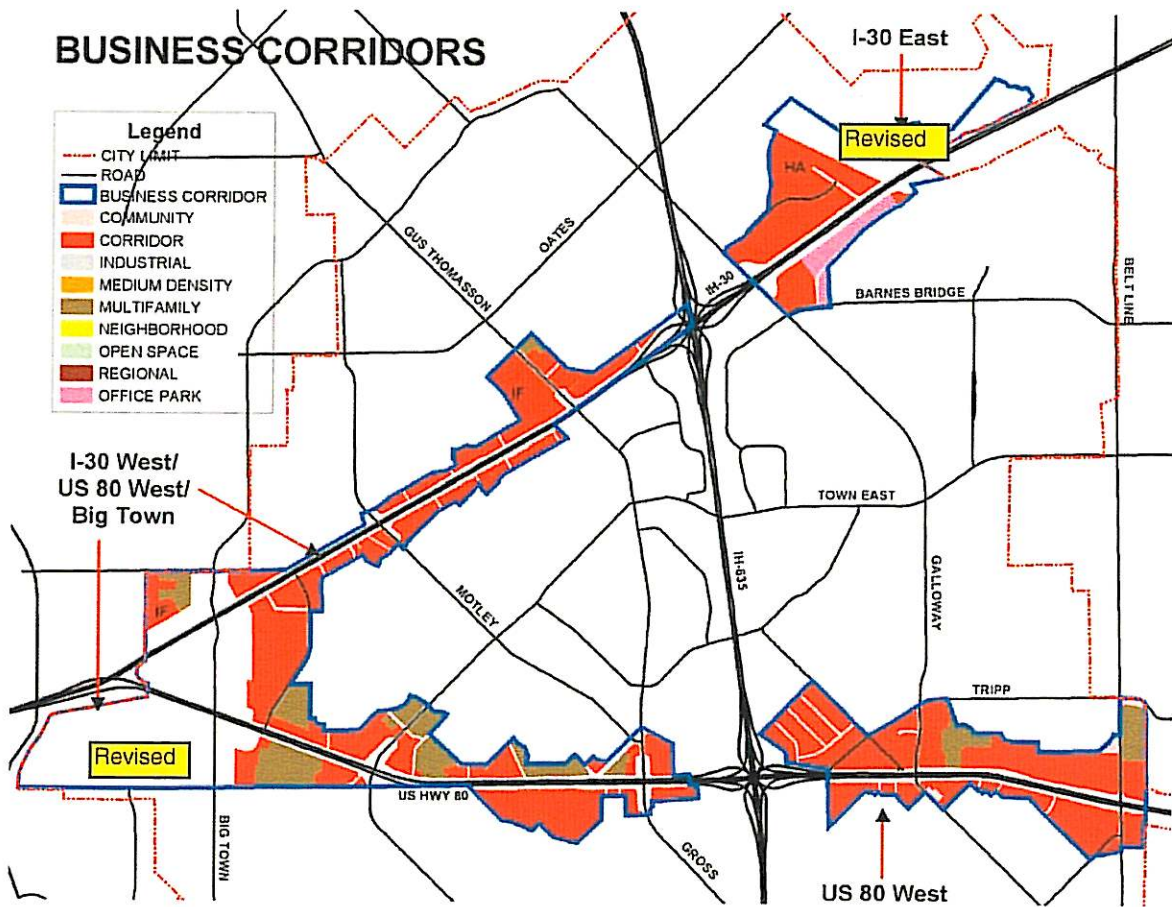 BUSINESS CORRIDORS
I-30 East
Revised
Legend
CITY LIMIT
ROAD
BUSINESS CORRIDOR
COMMUNITY
CORRIDOR
INDUSTRIAL
MEDIUM DENSITY
MULTIFAMILY
NEIGHBORHOOD
OPEN SPACE
REGIONAL
OFFICE PARK
HA
OATES
GUS THOMASSON
IH-30
BARNES BRIDGE
BELT LINE
IF
I-30 West/
US 80 West/
Big Town
TOWN EAST
IH-635
GALLOWAY
MOTLEY
IF
TRIPP
Revised
US HWY 80
BIG TOWN
GROSS
US 80 West